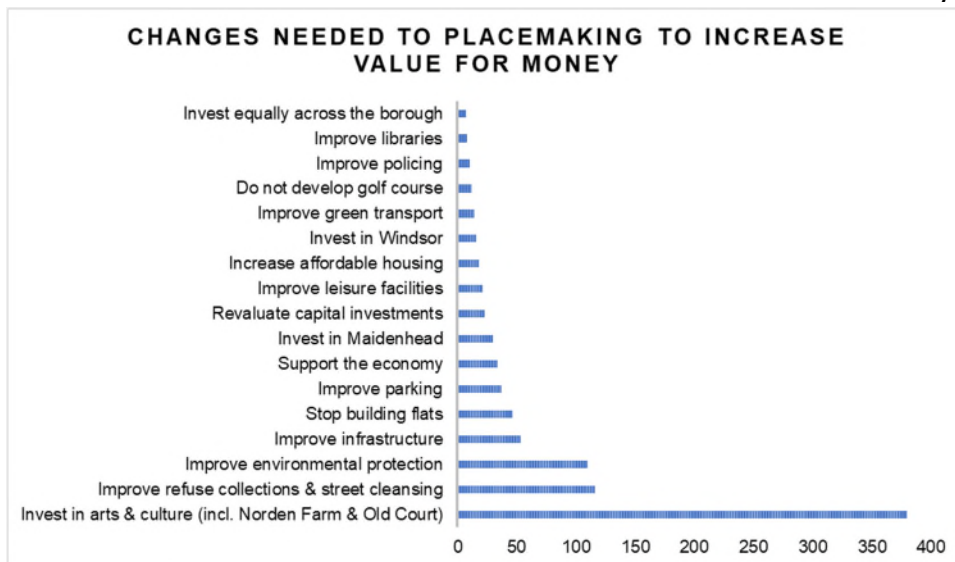 CHANGES NEEDED TO PLACEMAKING TO INCREASE
VALUE FOR MONEY
Invest equally across the borough
Improve libraries
Improve policing
Do not develop golf course
Improve green transport
Invest in Windsor
Increase affordable housing
Improve leisure facilities
Revaluate capital investments
Invest in Maidenhead
Support the economy
Improve parking
Stop building flats
Improve infrastructure
Improve environmental protection
Improve refuse collections & street cleansing
Invest in arts & culture (incl. Norden Farm & Old Court)
0 50 100 150 200 250 300 350 400